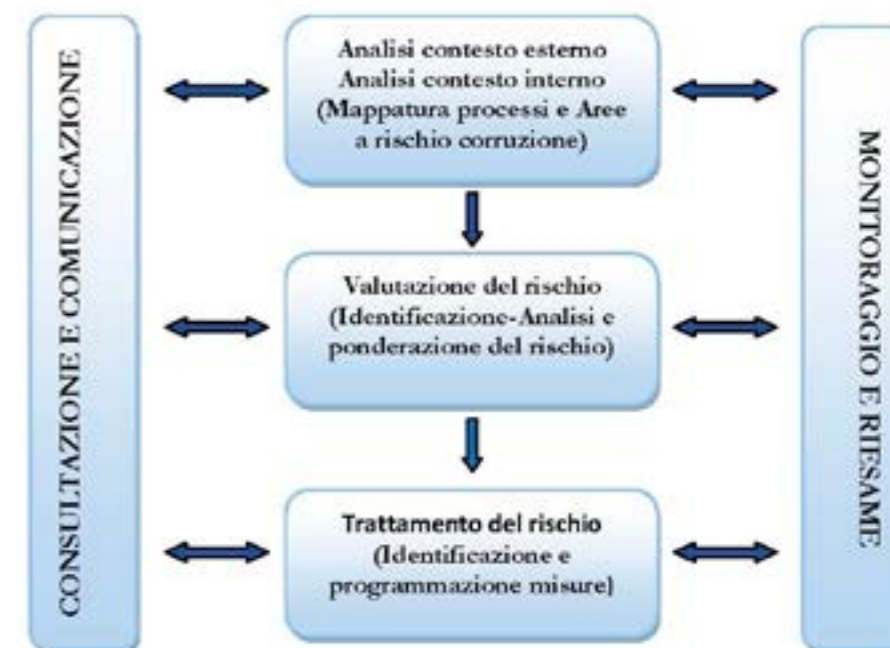 CONSULTAZIONE E COMUNICAZIONE
Analisi contesto esterno
Analisi contesto interno
(Mappatura processi e Aree
a rischio corruzione)
Valutazione del rischio
(Identificazione-Analisi e
ponderazione del rischio)
Trattamento del rischio
(Identificazione e
programmazione misure)
MONITORAGGIO E RIESAME